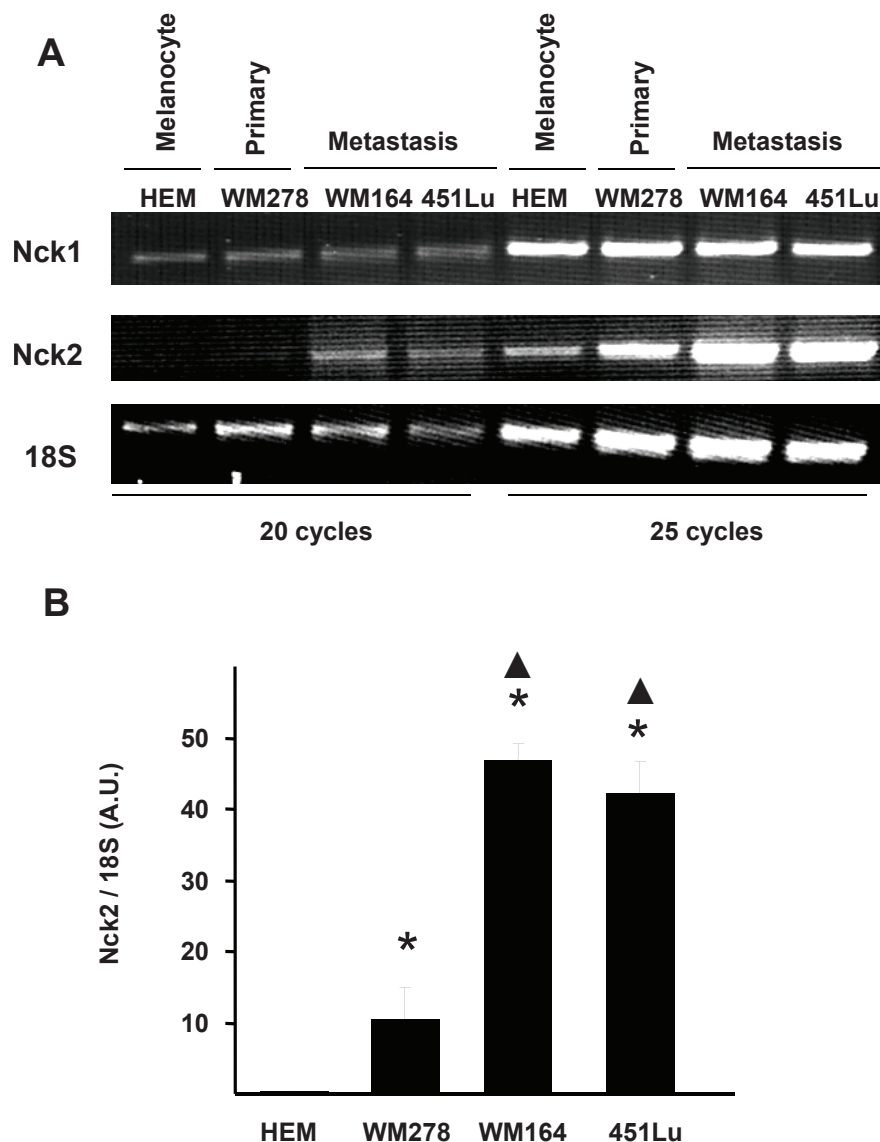 A
Melanocyte
Primary
Metastasis
Melanocyte
Primary
Metastasis
HEM WM278 WM164 451Lu HEM WM278 WM164 451Lu
Nck1
Nck2
18S
20 cycles 25 cycles
B
Nck2 / 18S (A.U.)
▲ ▲
* * *
50
40
30
20
10
HEM WM278 WM164 451Lu